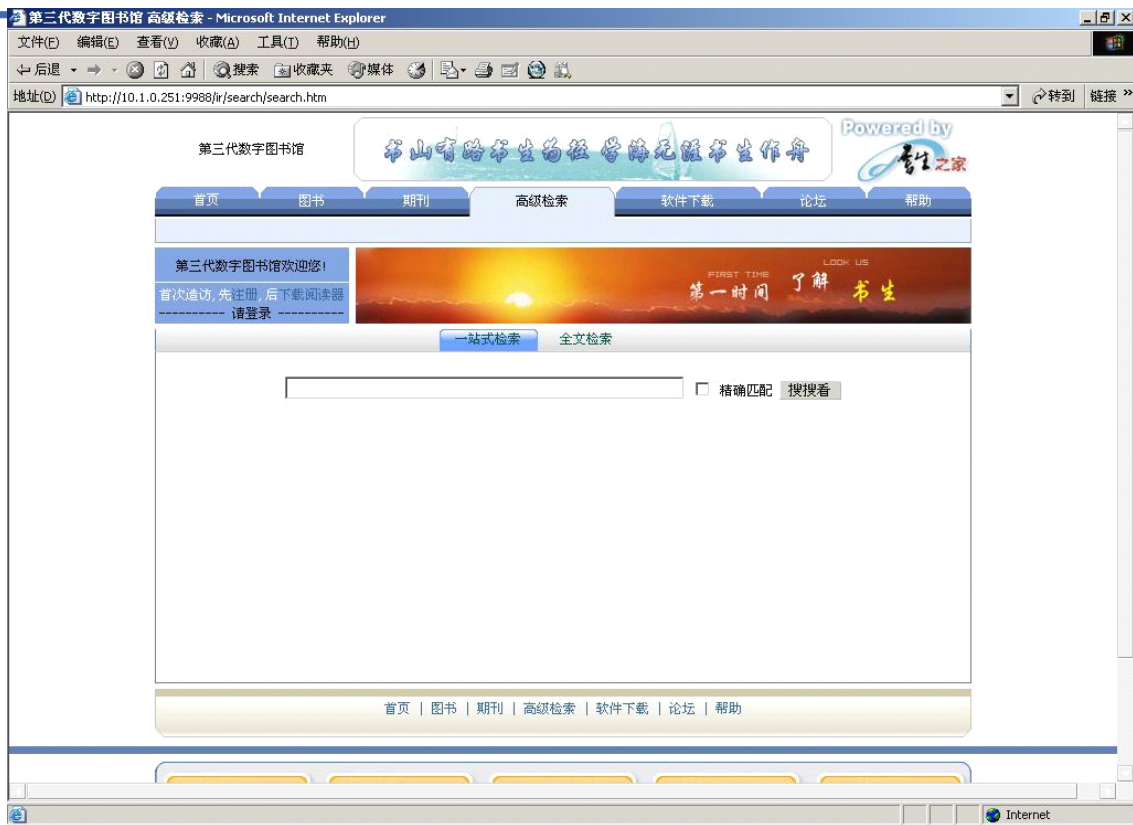 第三代数字图书馆 高级检索 - Microsoft Internet Explorer
文件(F) 编辑(E) 查看(V) 收藏(A) 工具(T) 帮助(H)
后退 搜索 收藏夹 媒体
地址(D) http://10.1.0.251:9988/ir/search/search.htm 转到 链接 »
第三代数字图书馆
书山有路书生为径 学海无涯书生作舟
Powered by
书生之家
首页 图书 期刊 高级检索 软件下载 论坛 帮助
第三代数字图书馆欢迎您!
首次造访, 先注册, 后下载阅读器
---------- 请登录 ----------
FIRST TIME LOOK US
第一时间 了解 书生
一站式检索 全文检索
精确匹配 搜搜看
首页 | 图书 | 期刊 | 高级检索 | 软件下载 | 论坛 | 帮助
Internet